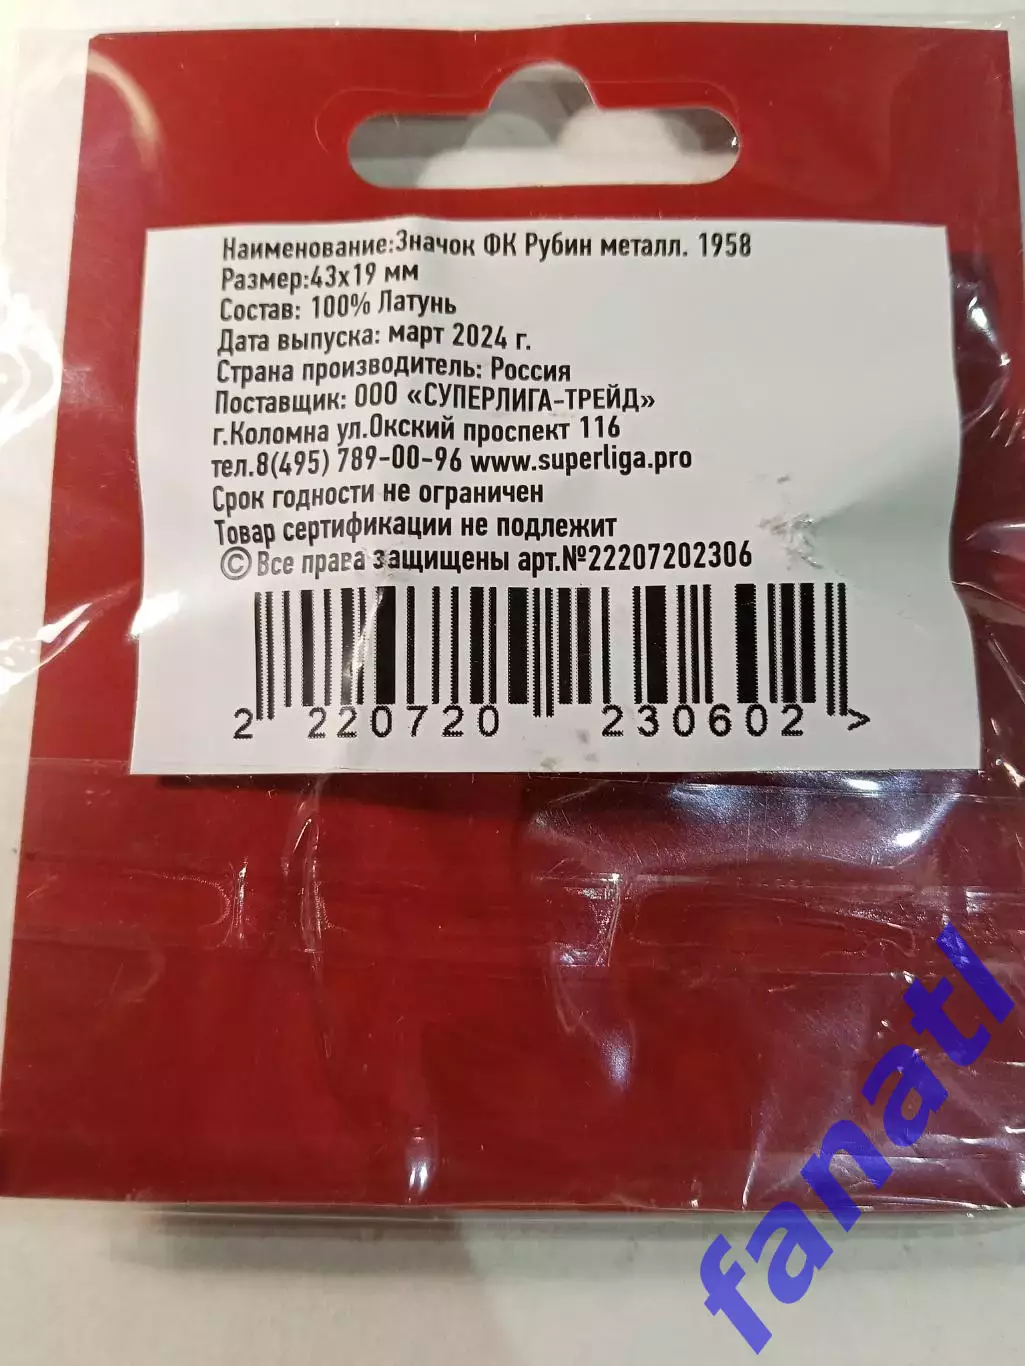 Наименование:Значок ФК Рубин металл. 1958
Размер:43х19 мм
Состав: 100% Латунь
Дата выпуска: март 2024 г.
Страна производитель: Россия
Поставщик: ООО «СУПЕРЛИГА-ТРЕЙД»
г.Коломна ул.Окский проспект 116
тел.8(495) 789-00-96 www.superliga.pro
Срок годности не ограничен
Товар сертификации не подлежит
©Все права защищены арт.№22207202306
2 220720 230602 >
fanatl